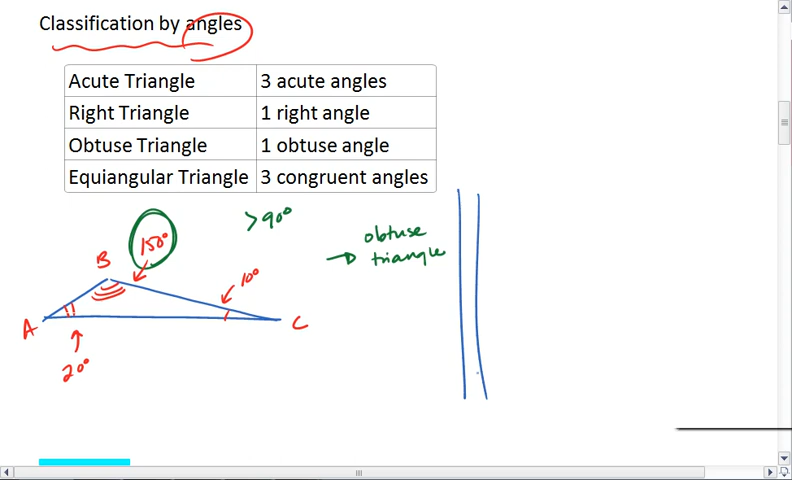 Classification by angles
Acute Triangle 3 acute angles
Right Triangle 1 right angle
Obtuse Triangle 1 obtuse angle
Equiangular Triangle 3 congruent angles
>90°
150°
obtuse
→ triangle
B
10°
A
C
20°